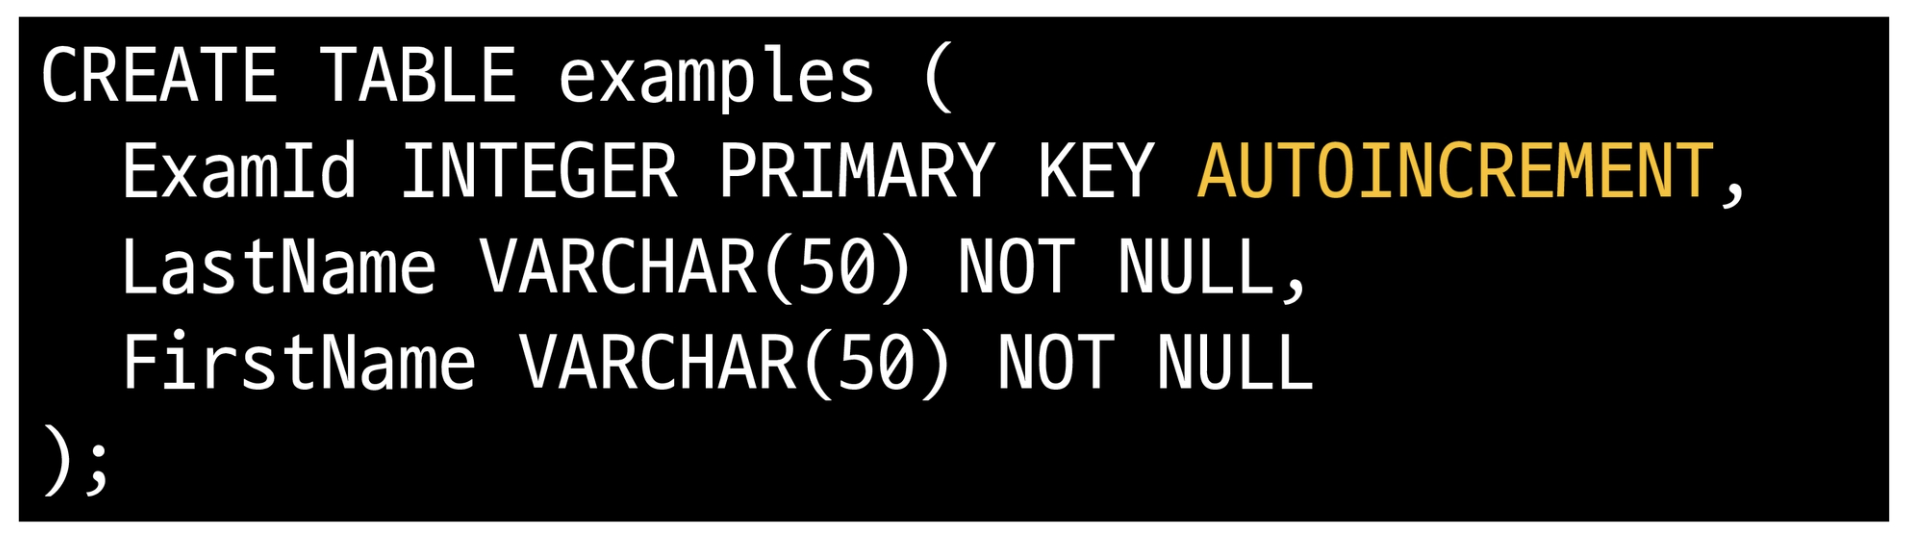 CREATE TABLE examples (
  ExamId INTEGER PRIMARY KEY AUTOINCREMENT,
  LastName VARCHAR(50) NOT NULL,
  FirstName VARCHAR(50) NOT NULL
);